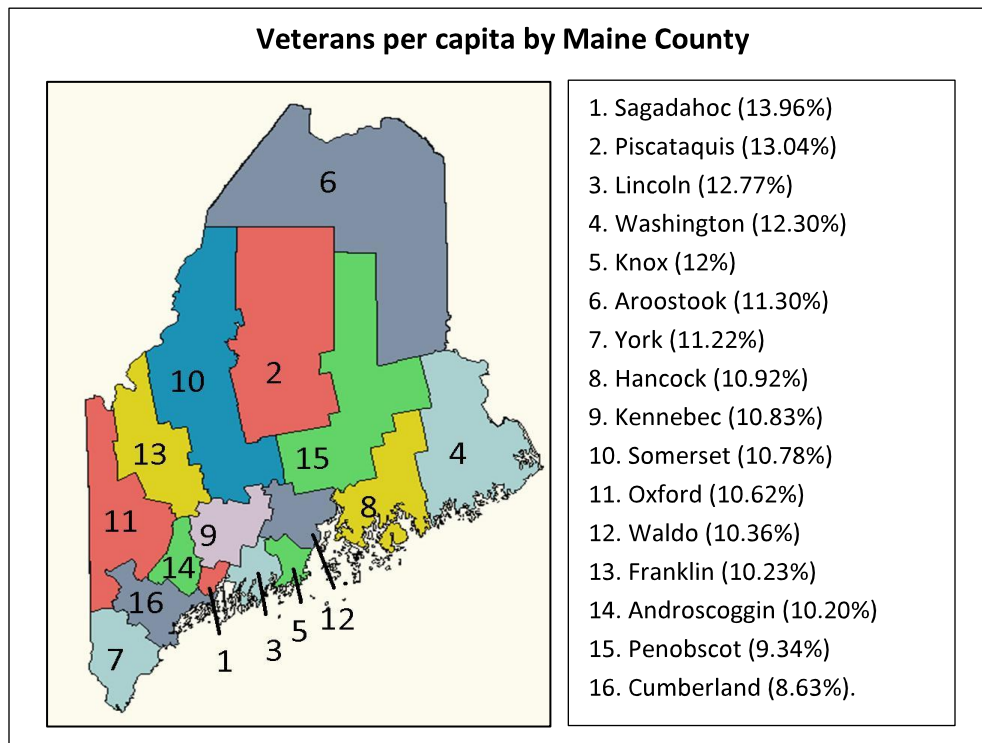 Veterans per capita by Maine County
6
2
10
13
15
4
8
11
9
14
16
12
5
3
1
7
1. Sagadahoc (13.96%)
2. Piscataquis (13.04%)
3. Lincoln (12.77%)
4. Washington (12.30%)
5. Knox (12%)
6. Aroostook (11.30%)
7. York (11.22%)
8. Hancock (10.92%)
9. Kennebec (10.83%)
10. Somerset (10.78%)
11. Oxford (10.62%)
12. Waldo (10.36%)
13. Franklin (10.23%)
14. Androscoggin (10.20%)
15. Penobscot (9.34%)
16. Cumberland (8.63%).